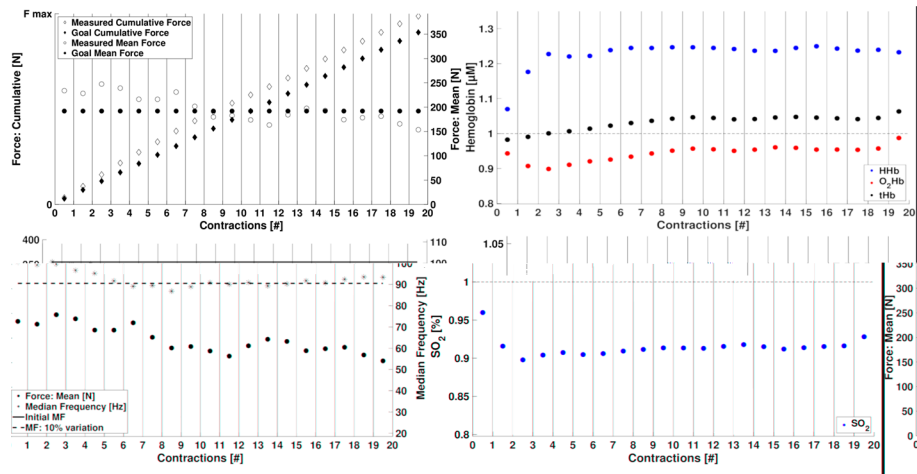 F max
Measured Cumulative Force
Goal Cumulative Force
Measured Mean Force
Goal Mean Force
350
300
250
200
150
100
50
0
Force: Cumulative [N]
Force: Mean [N]
0 1 2 3 4 5 6 7 8 9 10 11 12 13 14 15 16 17 18 19 20
Contractions [#]
1.3
1.2
1.1
1
0.9
0.8
Hemoglobin [µM]
HHb
O2Hb
tHb
0 1 2 3 4 5 6 7 8 9 10 11 12 13 14 15 16 17 18 19 20
Contractions [#]
400
110
100
90
80
70
60
50
40
30
20
Median Frequency [Hz]
Force: Mean [N]
Median Frequency [Hz]
Initial MF
MF: 10% variation
1 2 3 4 5 6 7 8 9 10 11 12 13 14 15 16 17 18 19 20
Contractions [#]
1.05
1
0.95
0.9
0.85
0.8
SO2 [%]
SO2
0 1 2 3 4 5 6 7 8 9 10 11 12 13 14 15 16 17 18 19 20
Contractions [#]
350
300
250
200
150
100
50
0
Force: Mean [N]
0